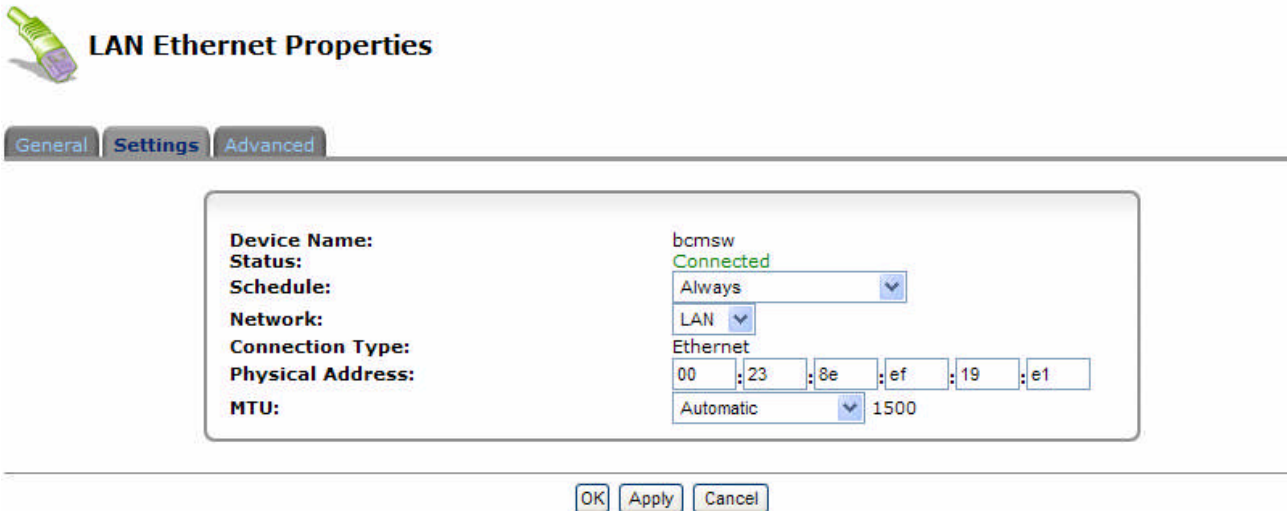 LAN Ethernet Properties
General Settings Advanced
Device Name: bcmsw
Status: Connected
Schedule: Always
Network: LAN
Connection Type: Ethernet
Physical Address: 00 : 23 : 8e : ef : 19 : e1
MTU: Automatic 1500
OK Apply Cancel